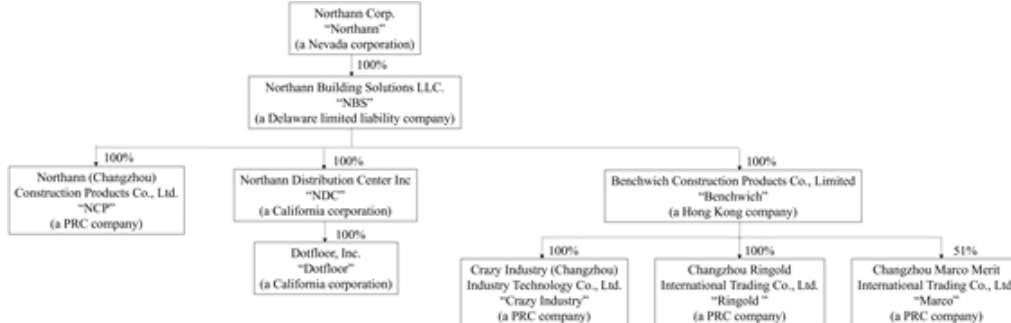 Northann Corp.
“Northann”
(a Nevada corporation)
100%
Northann Building Solutions LLC.
“NBS”
(a Delaware limited liability company)
100%
Northann (Changzhou)
Construction Products Co., Ltd.
“NCP”
(a PRC company)
100%
Northann Distribution Center Inc
“NDC”
(a California corporation)
100%
Dotfloor, Inc.
“Dotfloor”
(a California corporation)
100%
Benchwich Construction Products Co., Limited
“Benchwich”
(a Hong Kong company)
100%
Crazy Industry (Changzhou)
Industry Technology Co., Ltd.
“Crazy Industry”
(a PRC company)
100%
Changzhou Ringold
International Trading Co., Ltd.
“Ringold ”
(a PRC company)
51%
Changzhou Marco Merit
International Trading Co., Ltd
“Marco”
(a PRC company)